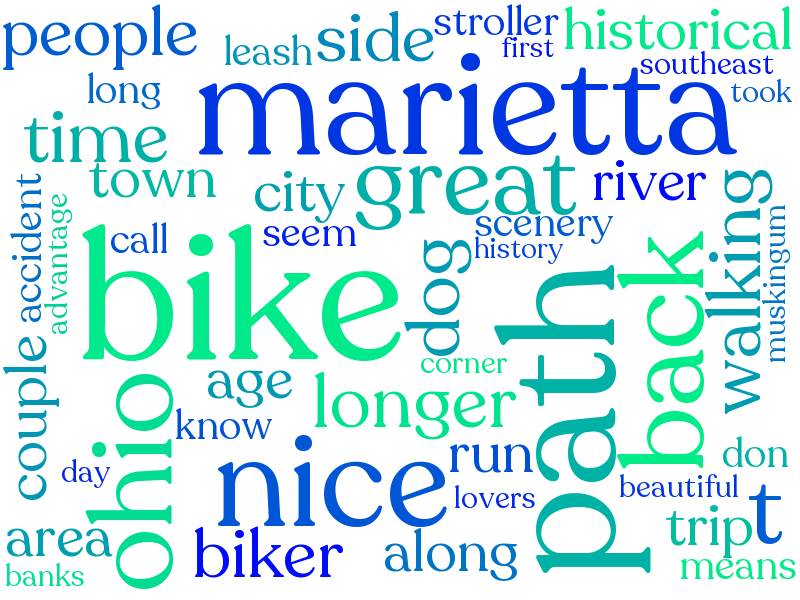 people
leash
side
stroller
first
historical
southeast
long
took
marietta
time
town
city
great
river
accident
advantage
call
seem
scenery
history
walking
muskingum
bike
dog
path
back
couple
ohio
age
know
longer
corner
day
nice
run
lovers
beautiful
don
t
area
banks
biker
along
trip
means